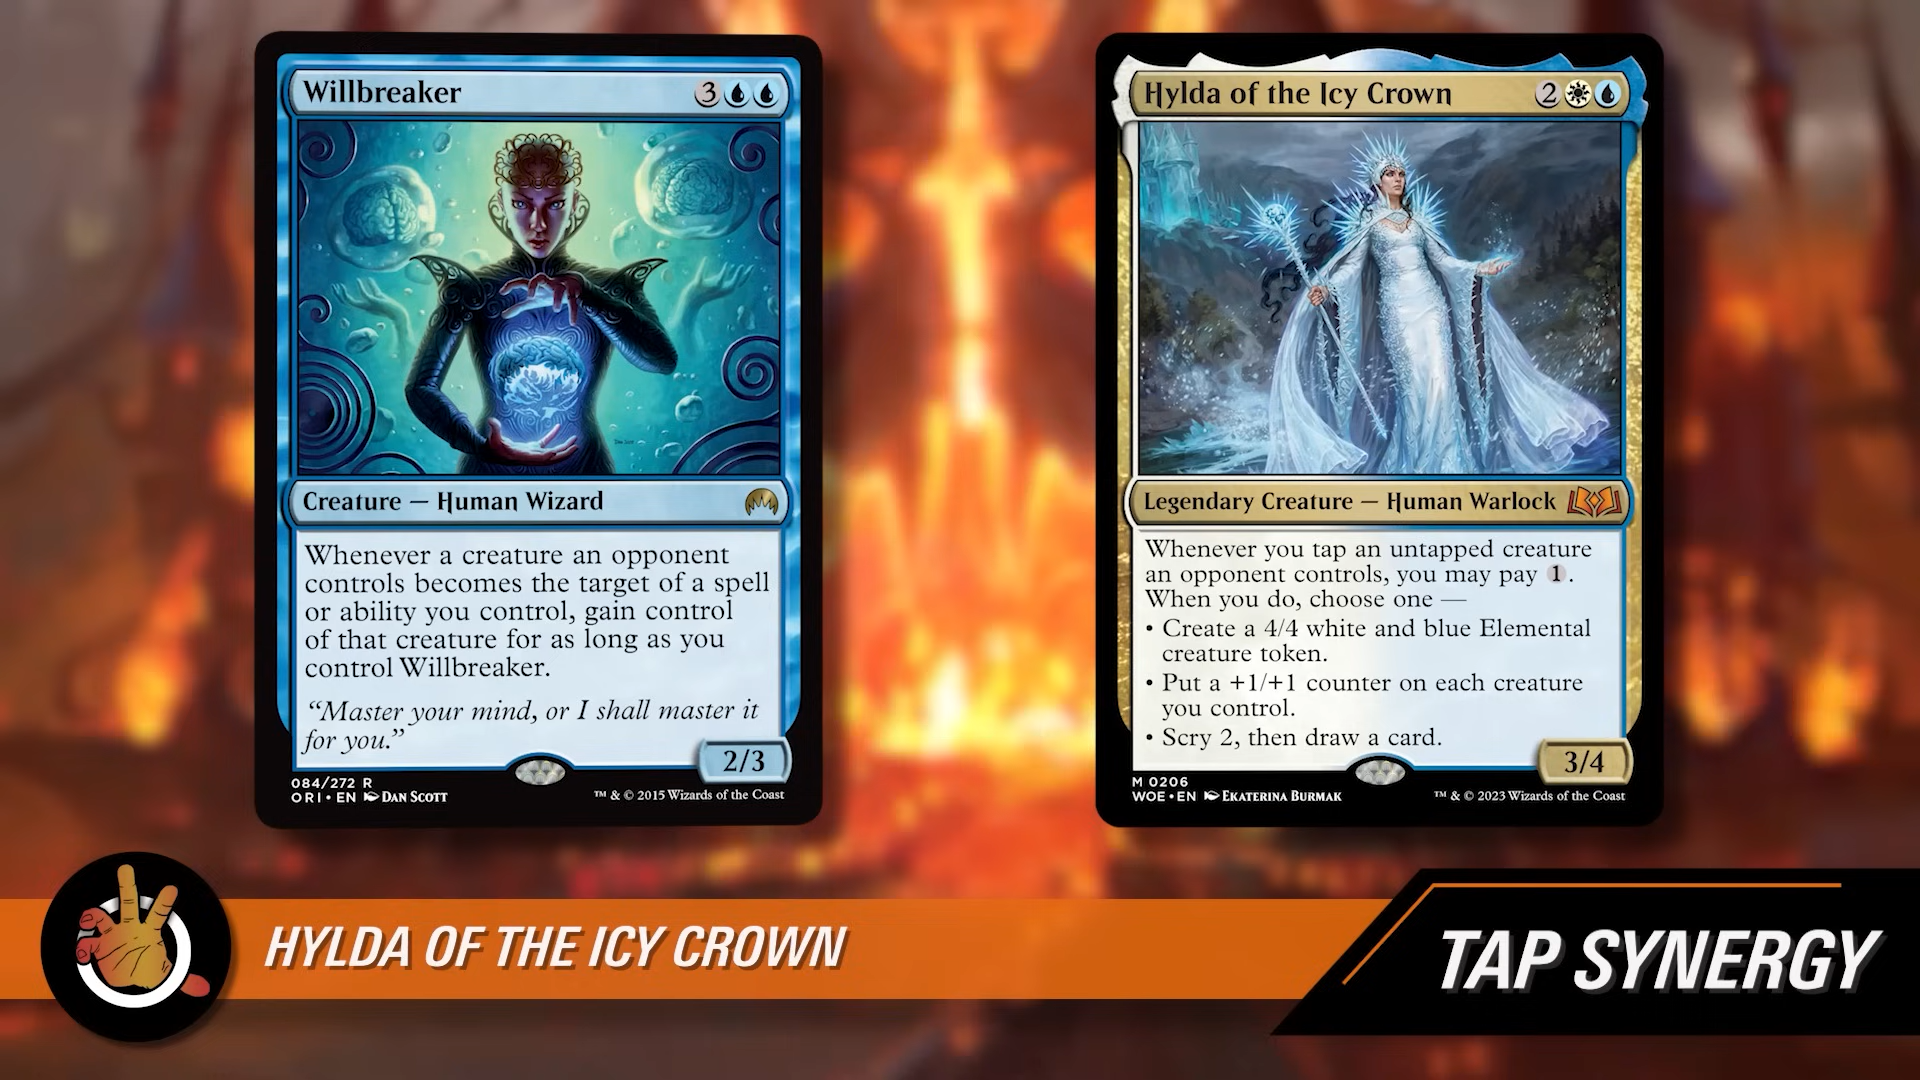 Willbreaker
3
Creature — Human Wizard
Whenever a creature an opponent
controls becomes the target of a spell
or ability you control, gain control
of that creature for as long as you
control Willbreaker.
“Master your mind, or I shall master it
for you.”
2/3
084/272 R
ORI • EN DAN SCOTT
™ & © 2015 Wizards of the Coast
Hylda of the Icy Crown
2
Legendary Creature — Human Warlock
Whenever you tap an untapped creature
an opponent controls, you may pay 1.
When you do, choose one —
• Create a 4/4 white and blue Elemental
creature token.
• Put a +1/+1 counter on each creature
you control.
• Scry 2, then draw a card.
3/4
M 0206
WOE • EN EKATERINA BURMAK
™ & © 2023 Wizards of the Coast
HYLDA OF THE ICY CROWN
TAP SYNERGY